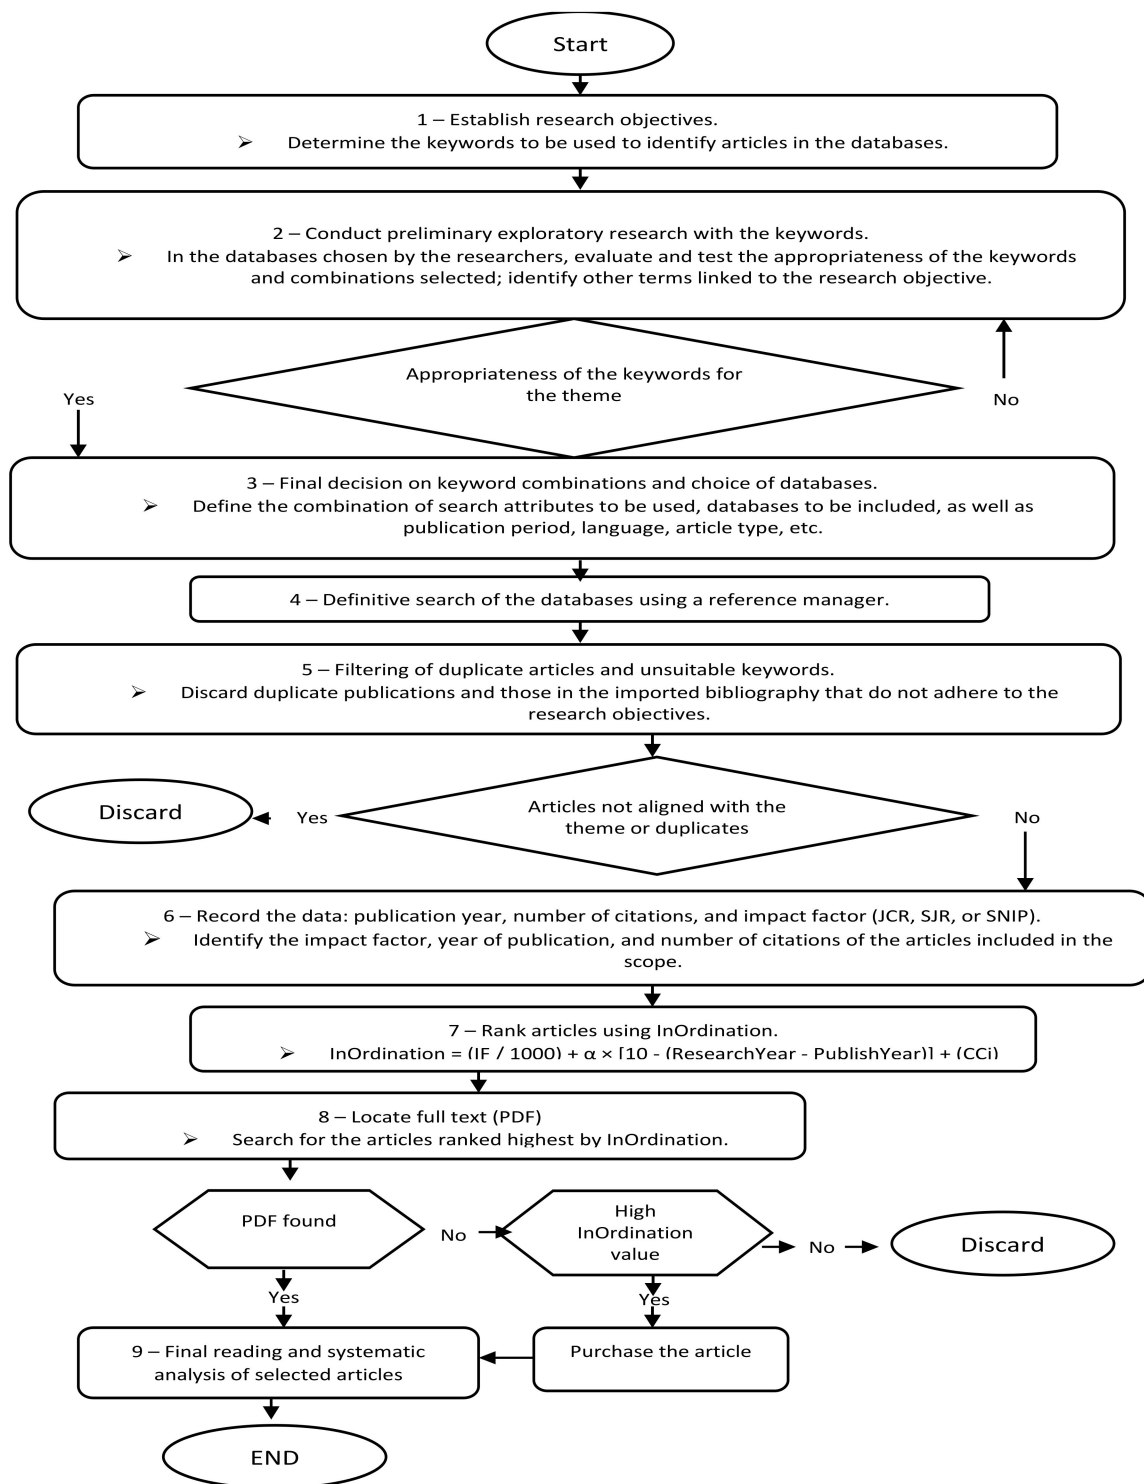 Start
1 – Establish research objectives.
➢ Determine the keywords to be used to identify articles in the databases.
2 – Conduct preliminary exploratory research with the keywords.
➢ In the databases chosen by the researchers, evaluate and test the appropriateness of the keywords
and combinations selected; identify other terms linked to the research objective.
Appropriateness of the keywords for
the theme
Yes
No
3 – Final decision on keyword combinations and choice of databases.
➢ Define the combination of search attributes to be used, databases to be included, as well as
publication period, language, article type, etc.
4 – Definitive search of the databases using a reference manager.
5 – Filtering of duplicate articles and unsuitable keywords.
➢ Discard duplicate publications and those in the imported bibliography that do not adhere to the
research objectives.
Discard
Yes
Articles not aligned with the
theme or duplicates
No
6 – Record the data: publication year, number of citations, and impact factor (JCR, SJR, or SNIP).
➢ Identify the impact factor, year of publication, and number of citations of the articles included in the
scope.
7 – Rank articles using InOrdination.
➢ InOrdination = (IF / 1000) + α × [10 - (ResearchYear - PublishYear)] + (CCi)
8 – Locate full text (PDF)
➢ Search for the articles ranked highest by InOrdination.
PDF found
No
High
InOrdination
value
No
Discard
Yes
Yes
9 – Final reading and systematic
analysis of selected articles
Purchase the article
END